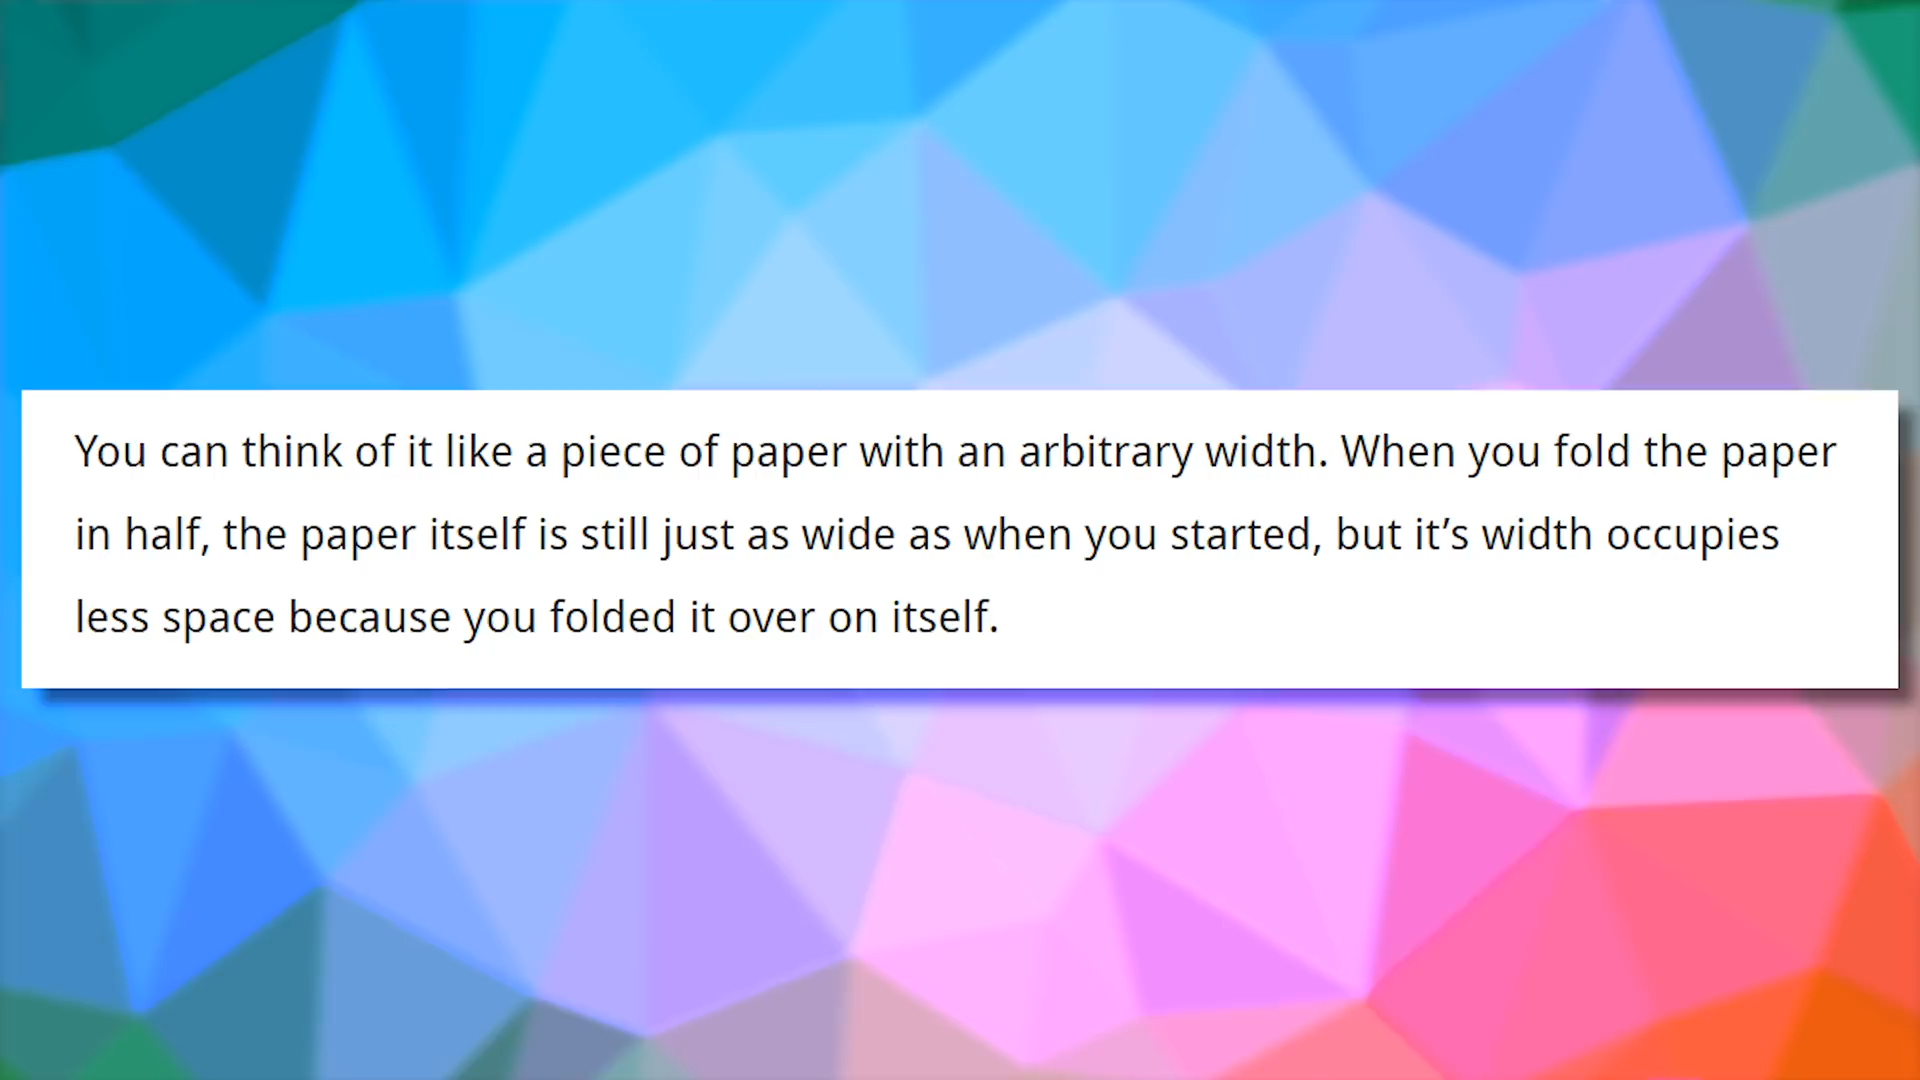 You can think of it like a piece of paper with an arbitrary width. When you fold the paper
in half, the paper itself is still just as wide as when you started, but it’s width occupies
less space because you folded it over on itself.